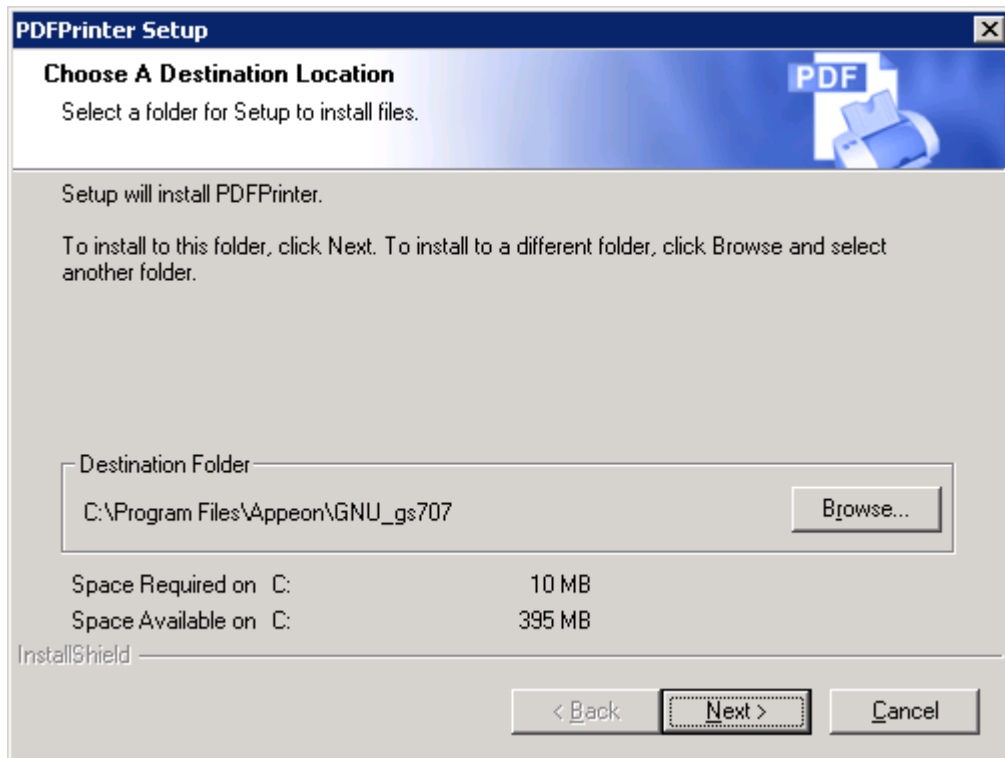 PDFPrinter Setup
Choose A Destination Location
Select a folder for Setup to install files.
PDF
Setup will install PDFPrinter.
To install to this folder, click Next. To install to a different folder, click Browse and select
another folder.
Destination Folder
C:\Program Files\Appeon\GNU_gs707
Browse...
Space Required on C: 10 MB
Space Available on C: 395 MB
InstallShield
< Back Next > Cancel